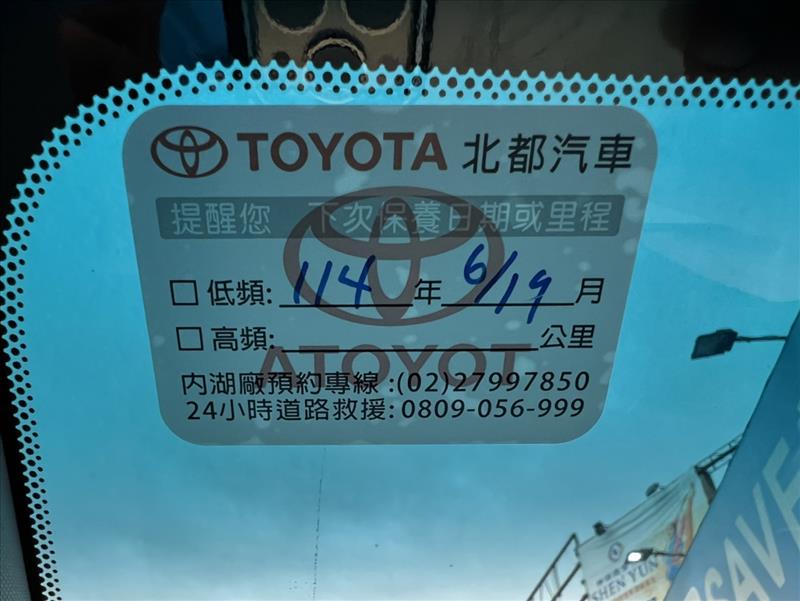 TOYOTA 北都汽車
提醒您 下次保養日期或里程
□ 低頻: 114 年 6/19 月
□ 高頻: ___ 公里
ATOYOT
內湖廠預約專線 :(02)27997850
24小時道路救援: 0809-056-999
SHEN YUN
SAVE